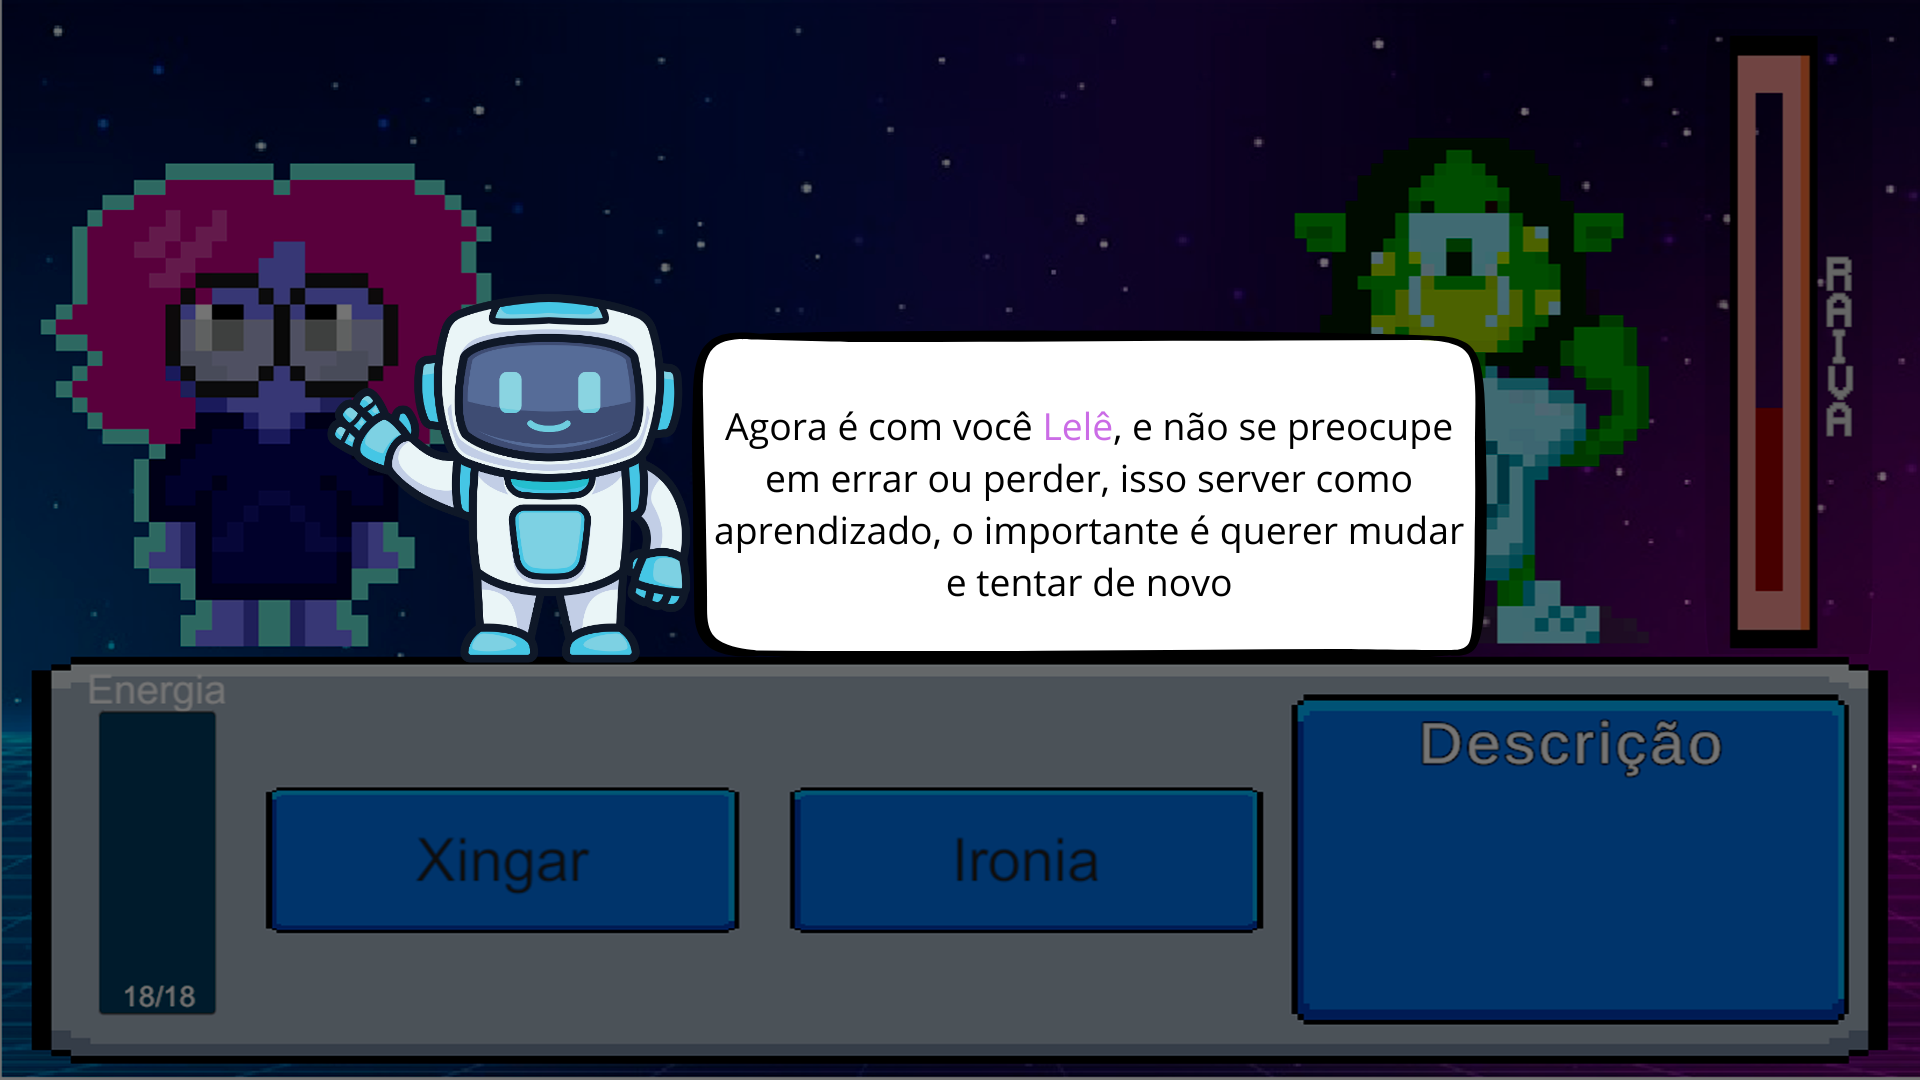 RAIVA
Agora é com você Lelê, e não se preocupe
em errar ou perder, isso server como
aprendizado, o importante é querer mudar
e tentar de novo
Energia
18/18
Xingar
Ironia
Descrição